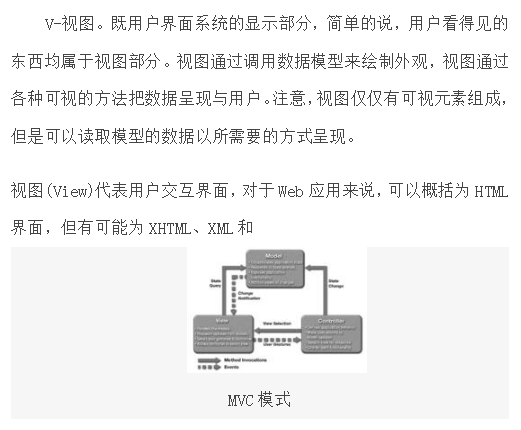 V-视图。既用户界面系统的显示部分，简单的说，用户看得见的
东西均属于视图部分。视图通过调用数据模型来绘制外观，视图通过
各种可视的方法把数据呈现与用户。注意，视图仅仅有可视元素组成，
但是可以读取模型的数据以所需要的方式呈现。
视图(View)代表用户交互界面，对于Web 应用来说，可以概括为HTML
界面，但有可能为XHTML、XML和
Model
State
Query
Change
Notification
State
Change
View
View Selection
User Gestures
Controller
Method Invocations
Events
MVC 模式